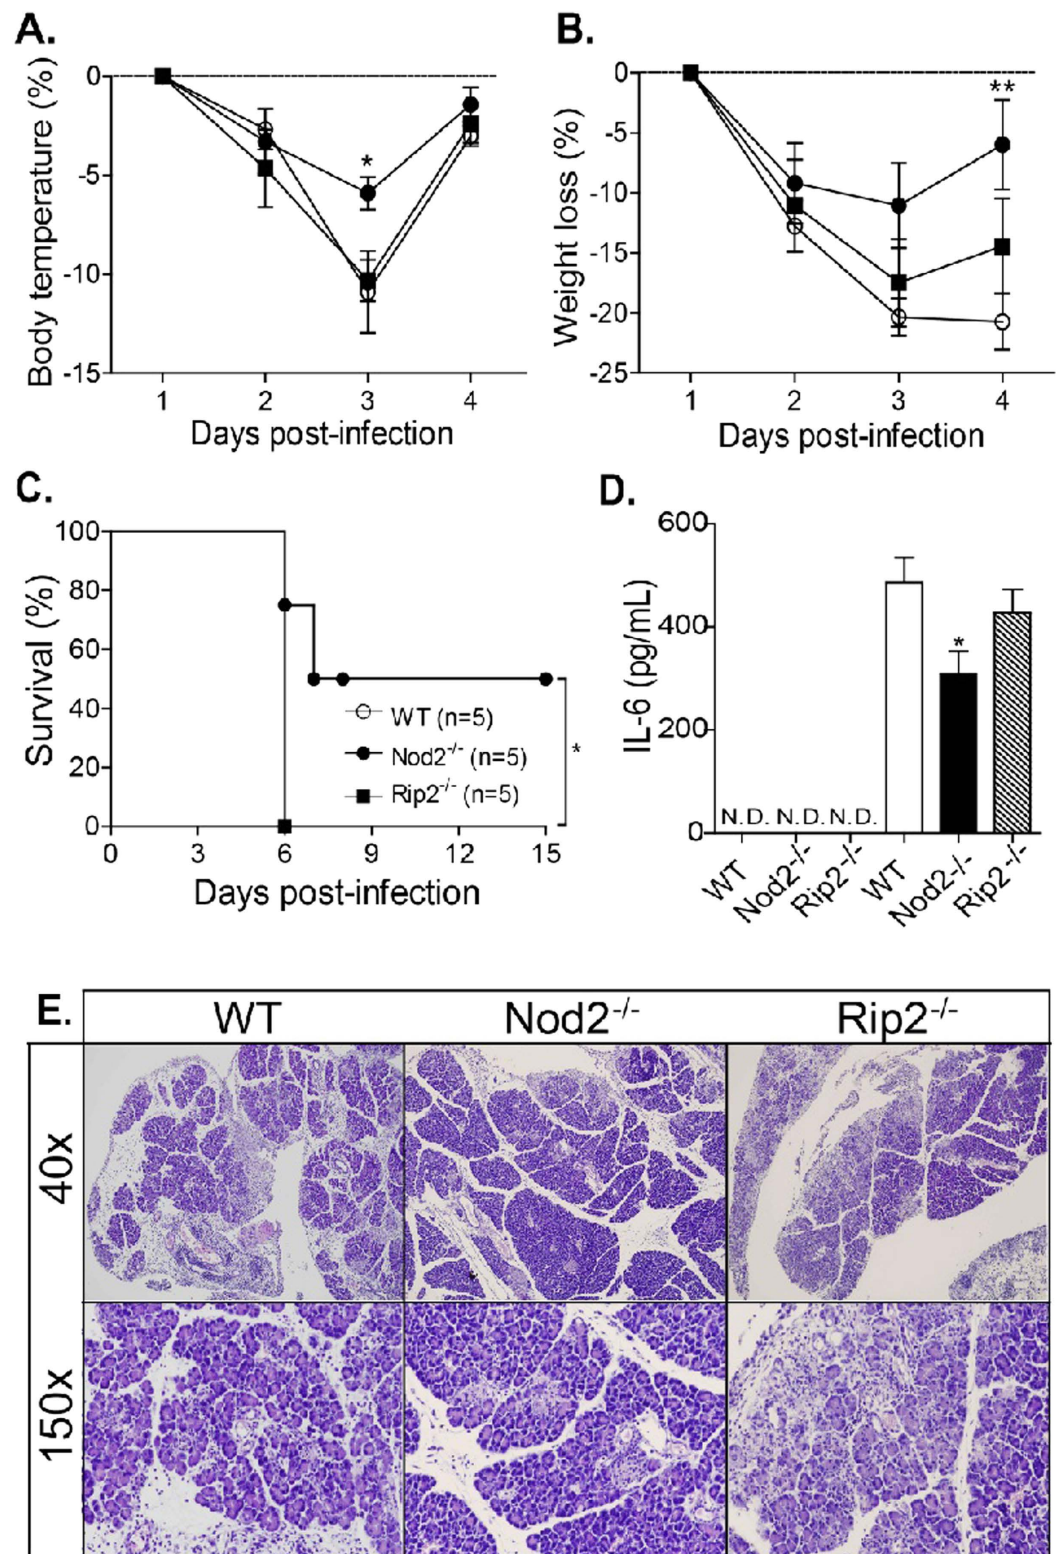 A.
Body temperature (%)
0
-5
-10
-15
*
1 2 3 4
Days post-infection
B.
Weight loss (%)
0
-5
-10
-15
-20
-25
**
1 2 3 4
Days post-infection
C.
Survival (%)
100
80
60
40
20
0
WT (n=5)
Nod2-/- (n=5)
Rip2-/- (n=5)
*
0 3 6 9 12 15
Days post-infection
D.
IL-6 (pg/mL)
600
400
200
0
*
N.D. N.D. N.D.
WT Nod2-/- Rip2-/- WT Nod2-/- Rip2-/-
E. WT Nod2-/- Rip2-/-
40x
150x